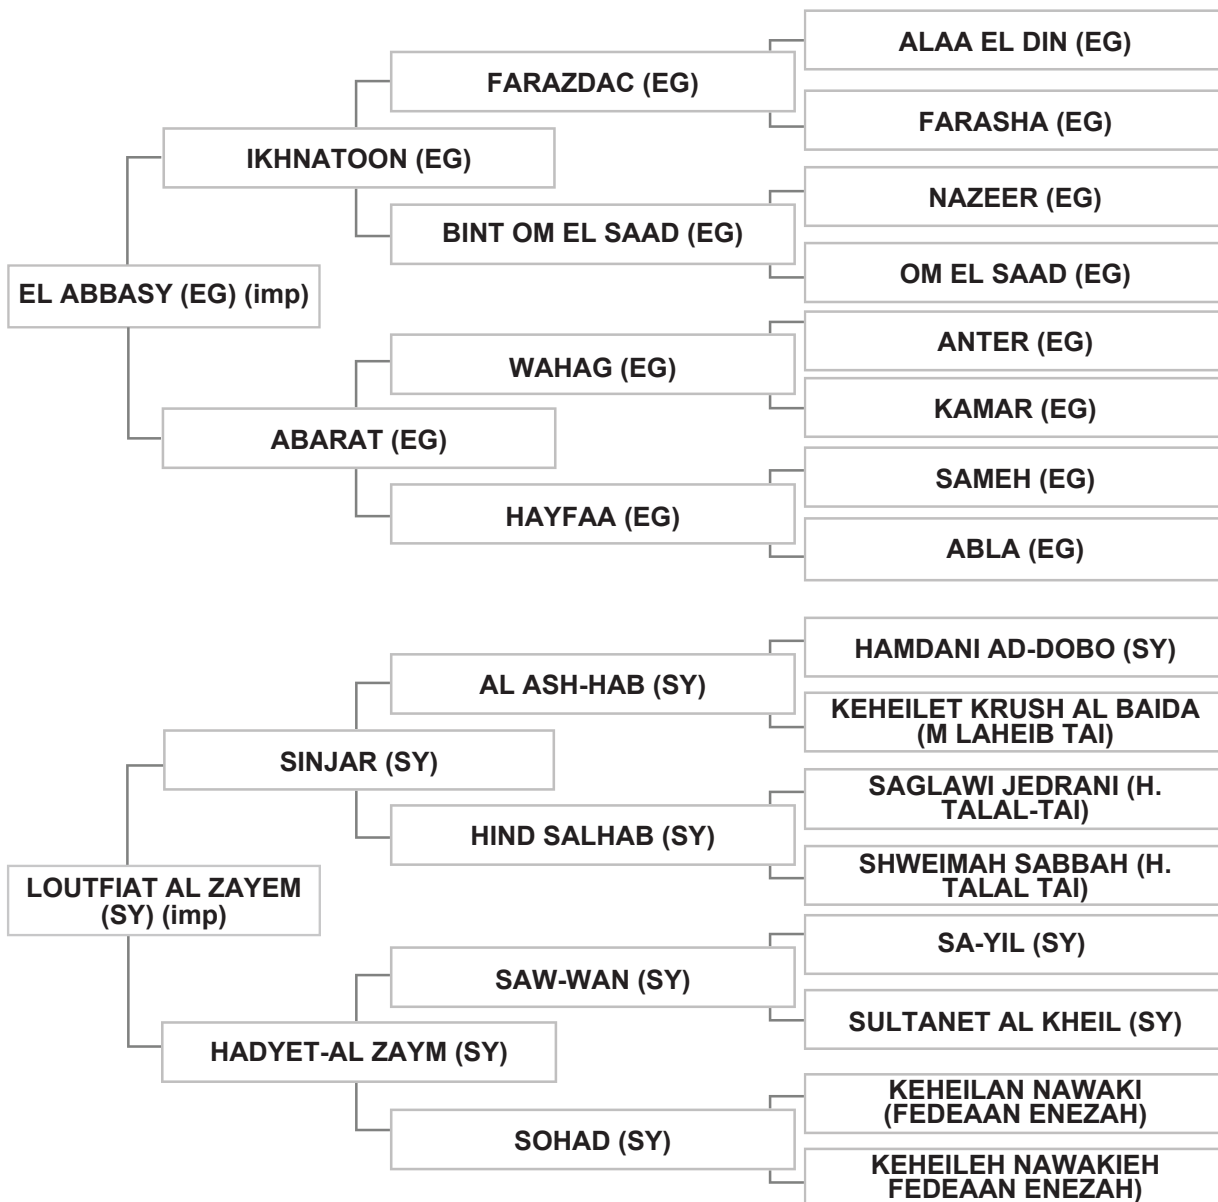 ALAA EL DIN (EG)
FARAZDAC (EG)
FARASHA (EG)
IKHNATOON (EG)
NAZEER (EG)
BINT OM EL SAAD (EG)
OM EL SAAD (EG)
EL ABBASY (EG) (imp)
ANTER (EG)
WAHAG (EG)
KAMAR (EG)
ABARAT (EG)
SAMEH (EG)
HAYFAA (EG)
ABLA (EG)
HAMDANI AD-DOBO (SY)
AL ASH-HAB (SY)
KEHEILET KRUSH AL BAIDA
(M LAHEIB TAI)
SINJAR (SY)
SAGLAWI JEDRANI (H.
TALAL-TAI)
HIND SALHAB (SY)
SHWEIMAH SABBAH (H.
TALAL TAI)
LOUTFIAT AL ZAYEM
(SY) (imp)
SA-YIL (SY)
SAW-WAN (SY)
SULTANET AL KHEIL (SY)
HADYET-AL ZAYM (SY)
KEHEILAN NAWAKI
(FEDEAAN ENEZAH)
SOHAD (SY)
KEHEILEH NAWAKIEH
FEDEAAN ENEZAH)